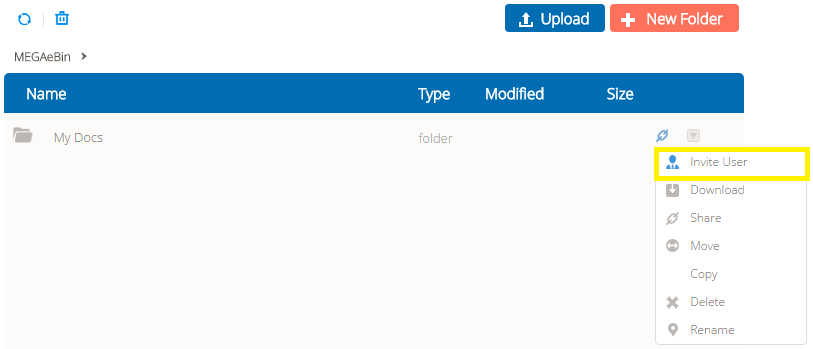 Upload New Folder
MEGAeBin
Name Type Modified Size
My Docs folder
Invite User
Download
Share
Move
Copy
Delete
Rename